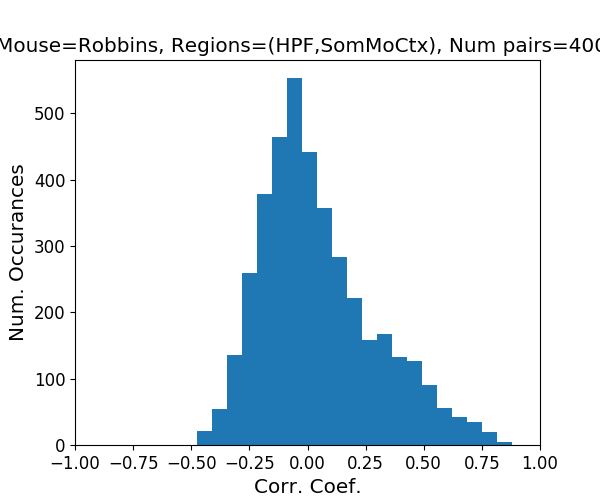 Mouse=Robbins, Regions=(HPF,SomMoCtx), Num pairs=400
Num. Occurances
500
400
300
200
100
0
−1.00 −0.75 −0.50 −0.25 0.00 0.25 0.50 0.75 1.00
Corr. Coef.